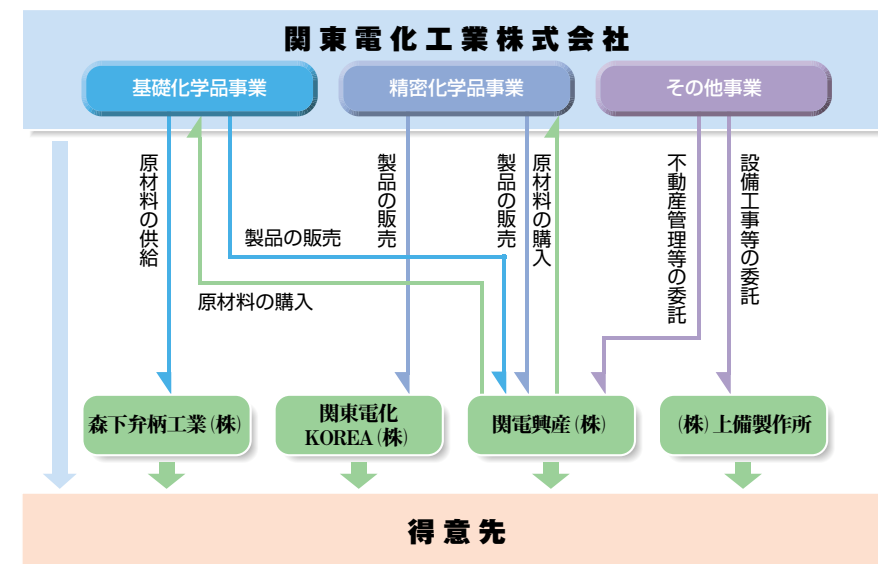 関東電化工業株式会社
基礎化学品事業
精密化学品事業
その他事業
原材料の供給
製品の販売
原材料の購入
製品の販売
製品の販売
原材料の購入
不動産管理等の委託
設備工事等の委託
森下弁柄工業(株)
関東電化
KOREA(株)
関電興産(株)
(株)上備製作所
得意先